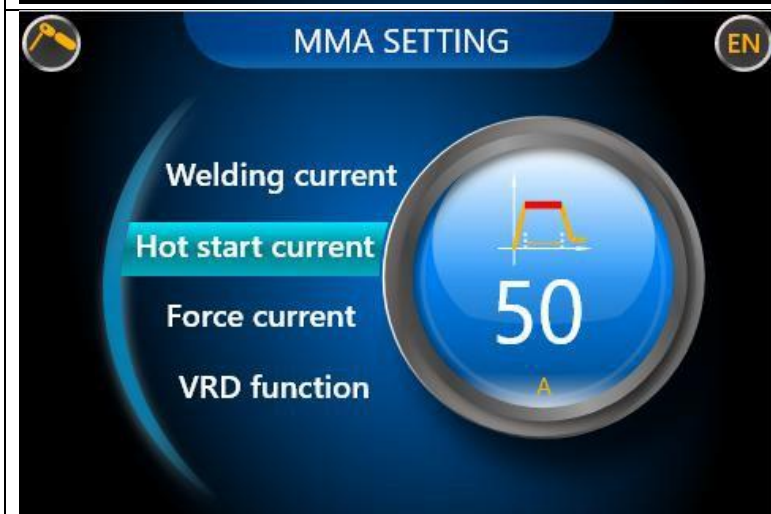 MMA SETTING
EN
Welding current
Hot start current
Force current
VRD function
50
A